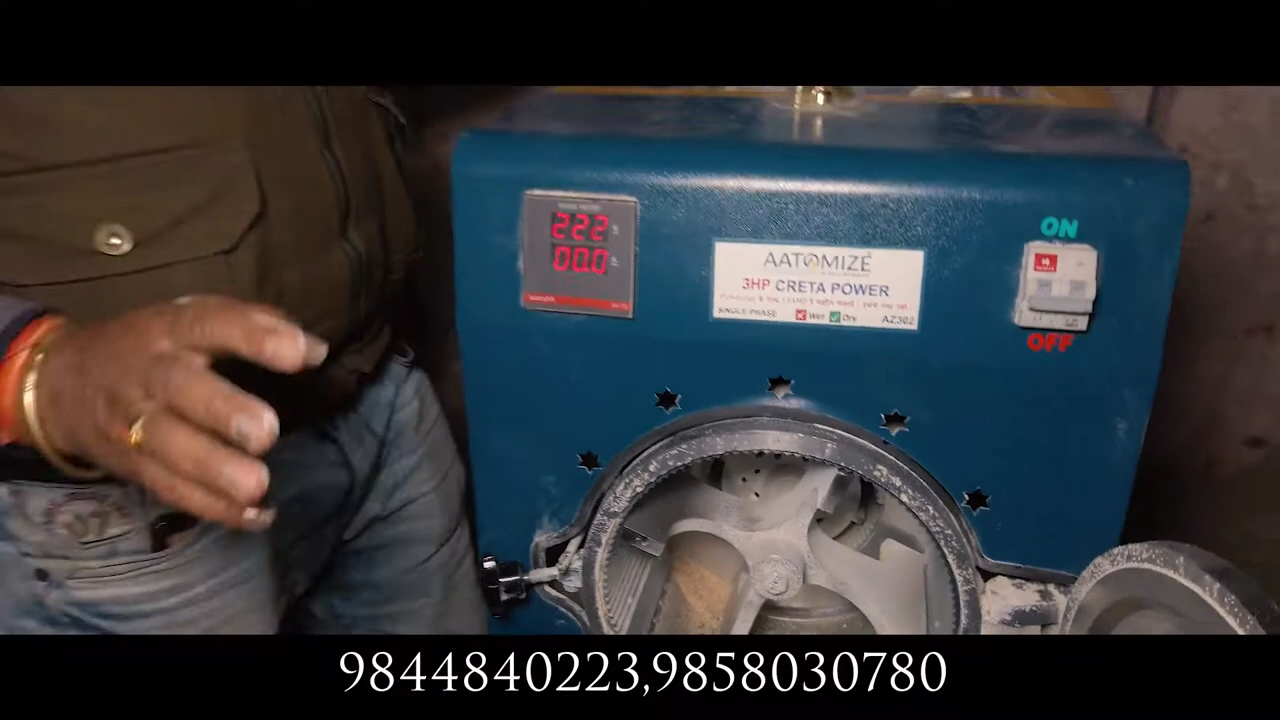 222
00.0
AATOMIZE
3HP CRETA POWER
SINGLE PHASE Wet Dry AZ302
ON
OFF
9844840223,9858030780